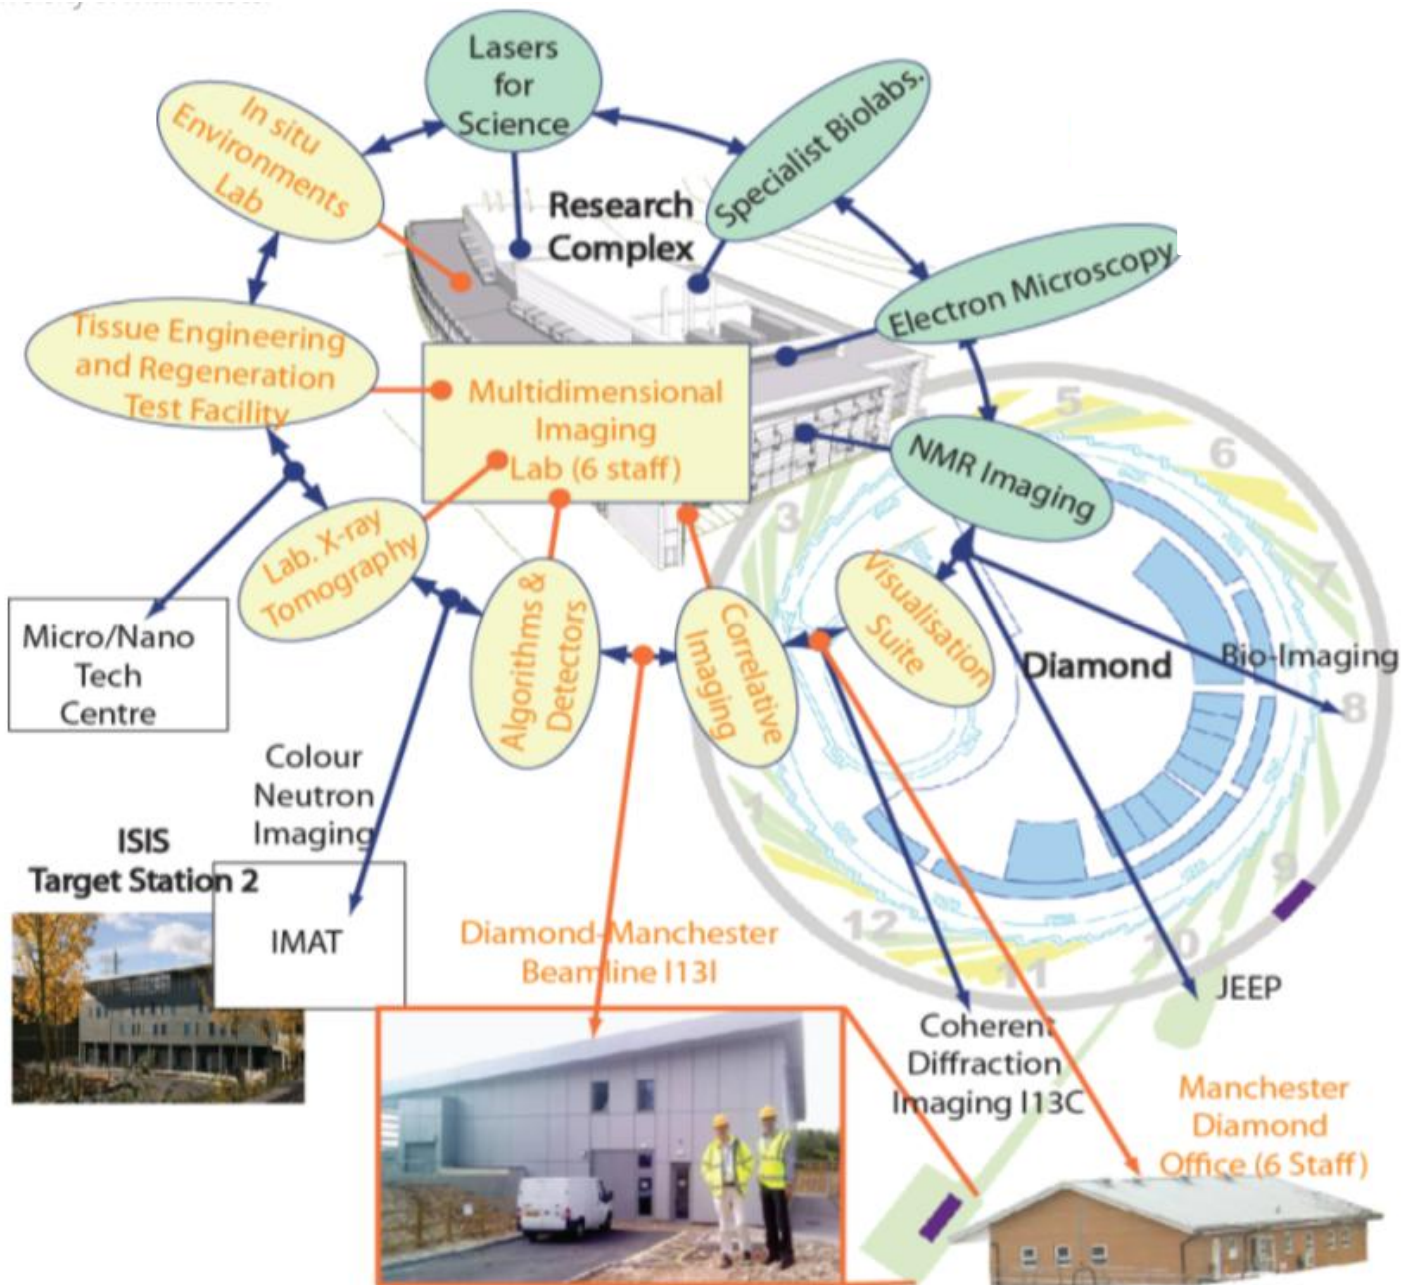 Lasers
for
Science
In situ
Environments
Lab
Specialist Biolabs.
Research
Complex
Electron Microscopy
Tissue Engineering
and Regeneration
Test Facility
Multidimensional
Imaging
Lab (6 staff)
NMR Imaging
5
6
3
7
Lab. X-ray
Tomography
Algorithms &
Detectors
Correlative
Imaging
Visualisation
Suite
Micro/Nano
Tech
Centre
Diamond
Bio-Imaging
8
Colour
Neutron
Imaging
1
ISIS
Target Station 2
9
IMAT
12
10
11
Diamond-Manchester
Beamline I13I
JEEP
Coherent
Diffraction
Imaging I13C
Manchester
Diamond
Office (6 Staff)